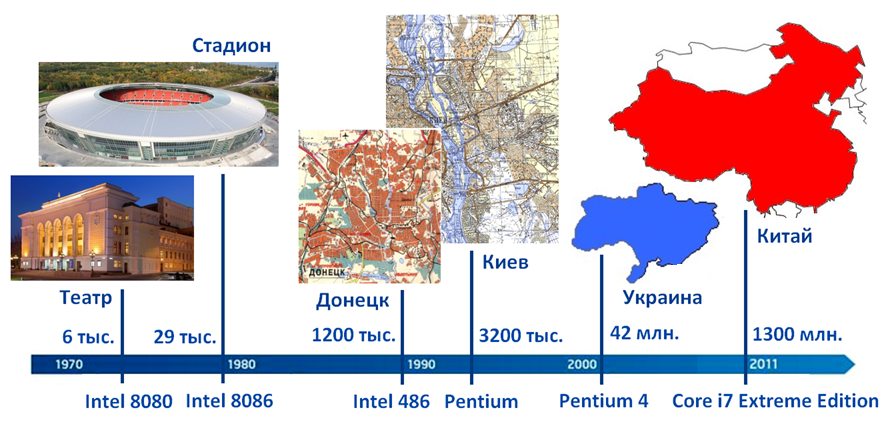 Стадион
Театр
Донецк
Киев
Украина
Китай
ДОНЕЦК
6 тыс.
29 тыс.
1200 тыс.
3200 тыс.
42 млн.
1300 млн.
1970
1980
1990
2000
2011
Intel 8080
Intel 8086
Intel 486
Pentium
Pentium 4
Core i7 Extreme Edition